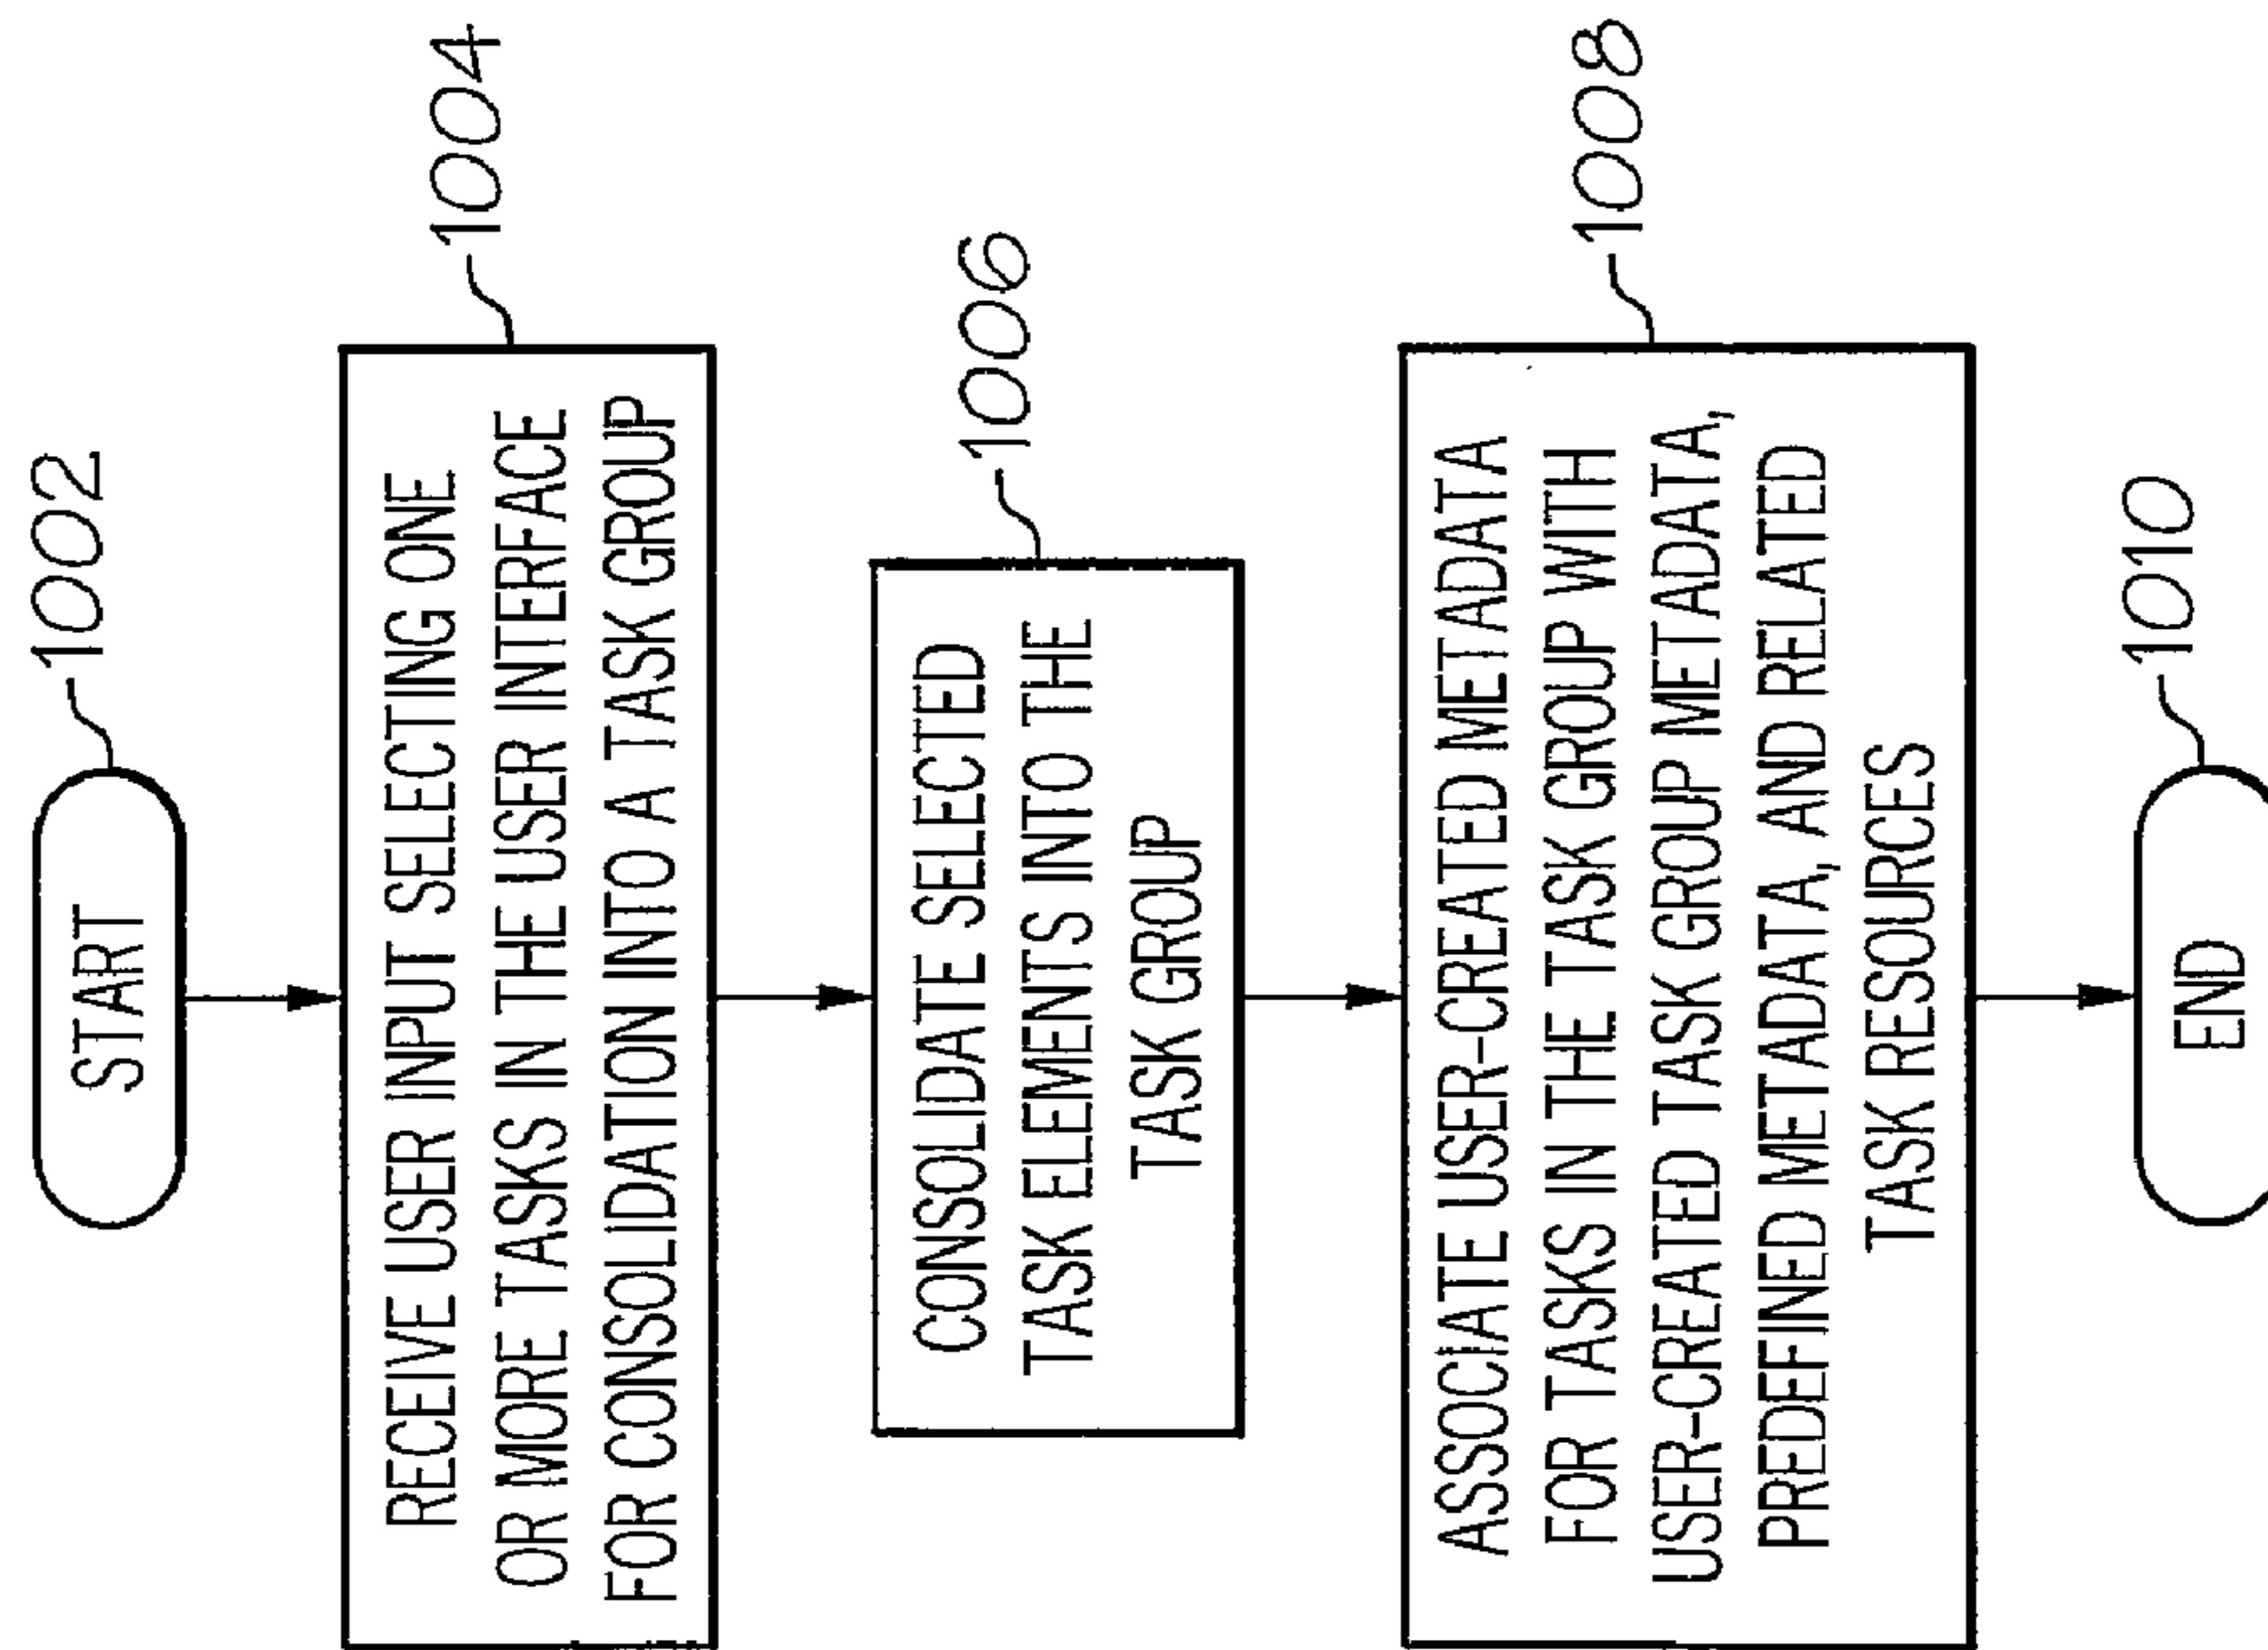 1002
START
1004
RECEIVE USER INPUT SELECTING ONE
OR MORE TASKS IN THE USER INTERFACE
FOR CONSOLIDATION INTO A TASK GROUP
1006
CONSOLIDATE SELECTED
TASK ELEMENTS INTO THE
TASK GROUP
1008
ASSOCIATE USER-CREATED METADATA
FOR TASKS IN THE TASK GROUP WITH
USER-CREATED TASK GROUP METADATA,
PREDEFINED METADATA, AND RELATED
TASK RESOURCES
1010
END